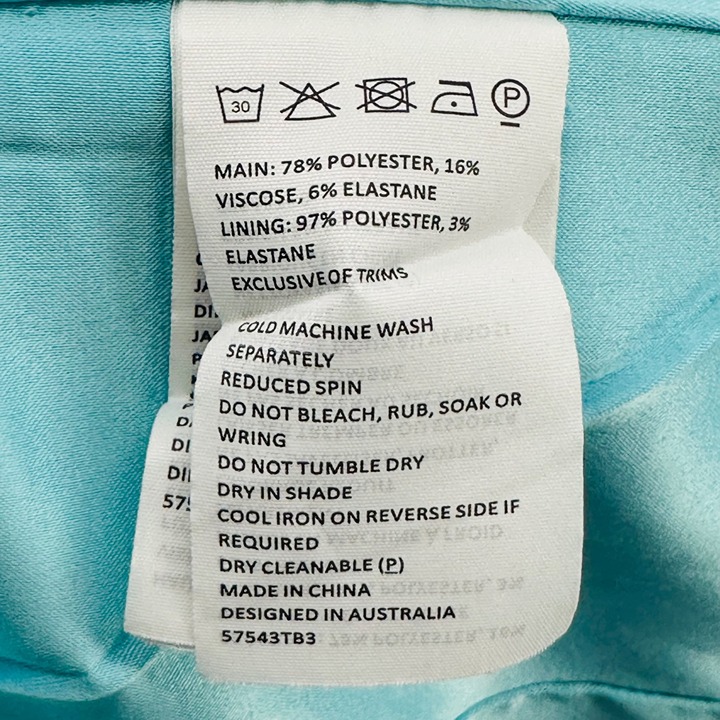 30
P
MAIN: 78% POLYESTER, 16%
VISCOSE, 6% ELASTANE
LINING: 97% POLYESTER, 3%
ELASTANE
EXCLUSIVE OF TRIMS
COLD MACHINE WASH
SEPARATELY
REDUCED SPIN
DO NOT BLEACH, RUB, SOAK OR
WRING
DO NOT TUMBLE DRY
DRY IN SHADE
COOL IRON ON REVERSE SIDE IF
REQUIRED
DRY CLEANABLE (P)
MADE IN CHINA
DESIGNED IN AUSTRALIA
57543TB3